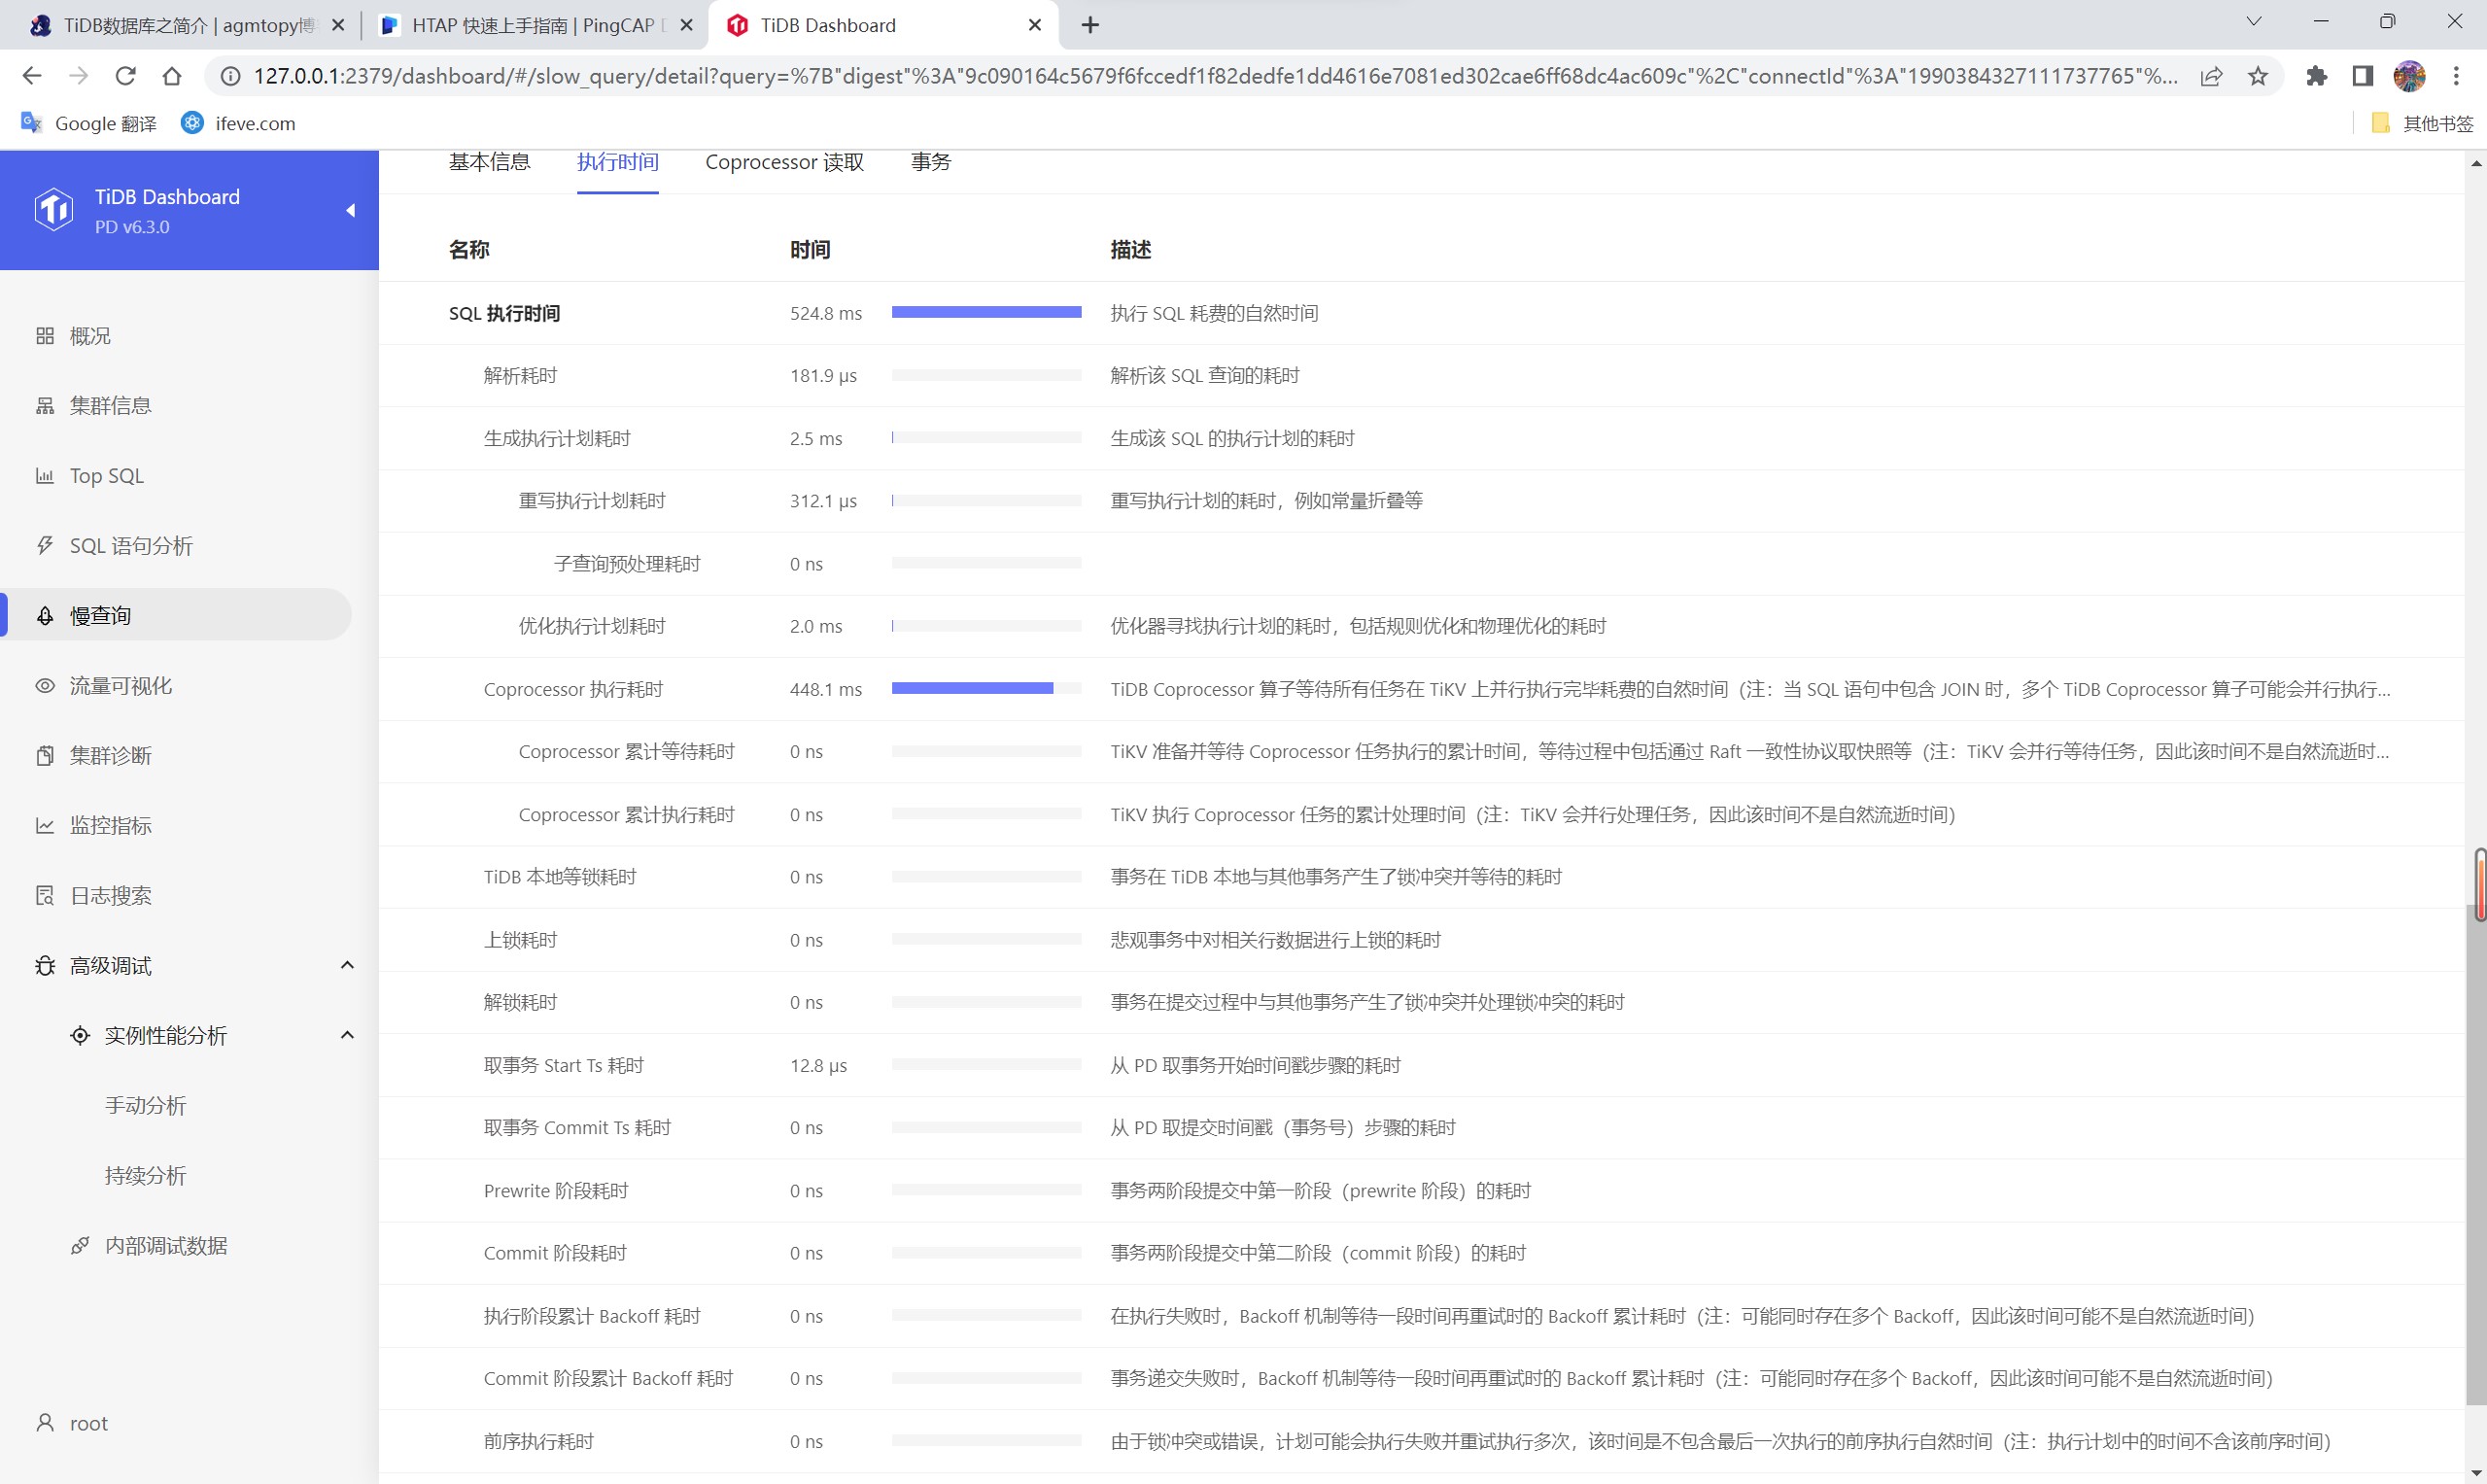 TiDB数据库之简介 | agmtopy博
HTAP 快速上手指南 | PingCAP D
TiDB Dashboard
127.0.0.1:2379/dashboard/#/slow_query/detail?query=%7B"digest"%3A"9c090164c5679f6fccedf1f82dedfe1dd4616e7081ed302cae6ff68dc4ac609c"%2C"connectId"%3A"1990384327111737765"%...
Google 翻译
ifeve.com
其他书签
TiDB Dashboard
PD v6.3.0
概况
集群信息
Top SQL
SQL 语句分析
慢查询
流量可视化
集群诊断
监控指标
日志搜索
高级调试
实例性能分析
手动分析
持续分析
内部调试数据
root
基本信息 执行时间 Coprocessor 读取 事务
名称 时间 描述
SQL 执行时间 524.8 ms 执行 SQL 耗费的自然时间
解析耗时 181.9 µs 解析该 SQL 查询的耗时
生成执行计划耗时 2.5 ms 生成该 SQL 的执行计划的耗时
重写执行计划耗时 312.1 µs 重写执行计划的耗时，例如常量折叠等
子查询预处理耗时 0 ns
优化执行计划耗时 2.0 ms 优化器寻找执行计划的耗时，包括规则优化和物理优化的耗时
Coprocessor 执行耗时 448.1 ms TiDB Coprocessor 算子等待所有任务在 TiKV 上并行执行完毕耗费的自然时间（注：当 SQL 语句中包含 JOIN 时，多个 TiDB Coprocessor 算子可能会并行执行...
Coprocessor 累计等待耗时 0 ns TiKV 准备并等待 Coprocessor 任务执行的累计时间，等待过程中包括通过 Raft 一致性协议取快照等（注：TiKV 会并行等待任务，因此该时间不是自然流逝时...
Coprocessor 累计执行耗时 0 ns TiKV 执行 Coprocessor 任务的累计处理时间（注：TiKV 会并行处理任务，因此该时间不是自然流逝时间）
TiDB 本地等锁耗时 0 ns 事务在 TiDB 本地与其他事务产生了锁冲突并等待的耗时
上锁耗时 0 ns 悲观事务中对相关行数据进行上锁的耗时
解锁耗时 0 ns 事务在提交过程中与其他事务产生了锁冲突并处理锁冲突的耗时
取事务 Start Ts 耗时 12.8 µs 从 PD 取事务开始时间戳步骤的耗时
取事务 Commit Ts 耗时 0 ns 从 PD 取提交时间戳（事务号）步骤的耗时
Prewrite 阶段耗时 0 ns 事务两阶段提交中第一阶段（prewrite 阶段）的耗时
Commit 阶段耗时 0 ns 事务两阶段提交中第二阶段（commit 阶段）的耗时
执行阶段累计 Backoff 耗时 0 ns 在执行失败时，Backoff 机制等待一段时间再重试时的 Backoff 累计耗时（注：可能同时存在多个 Backoff，因此该时间可能不是自然流逝时间）
Commit 阶段累计 Backoff 耗时 0 ns 事务递交失败时，Backoff 机制等待一段时间再重试时的 Backoff 累计耗时（注：可能同时存在多个 Backoff，因此该时间可能不是自然流逝时间）
前序执行耗时 0 ns 由于锁冲突或错误，计划可能会执行失败并重试执行多次，该时间是不包含最后一次执行的前序执行自然时间（注：执行计划中的时间不含该前序时间）